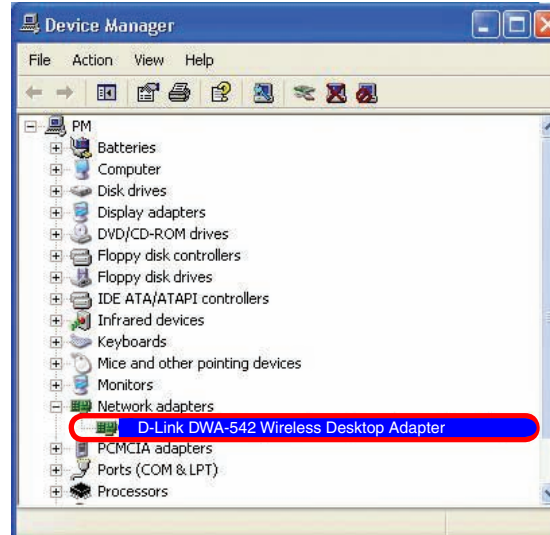 Device Manager
File Action View Help
PM
Batteries
Computer
Disk drives
Display adapters
DVD/CD-ROM drives
Floppy disk controllers
Floppy disk drives
IDE ATA/ATAPI controllers
Infrared devices
Keyboards
Mice and other pointing devices
Monitors
Network adapters
D-Link DWA-542 Wireless Desktop Adapter
PCMCIA adapters
Ports (COM & LPT)
Processors